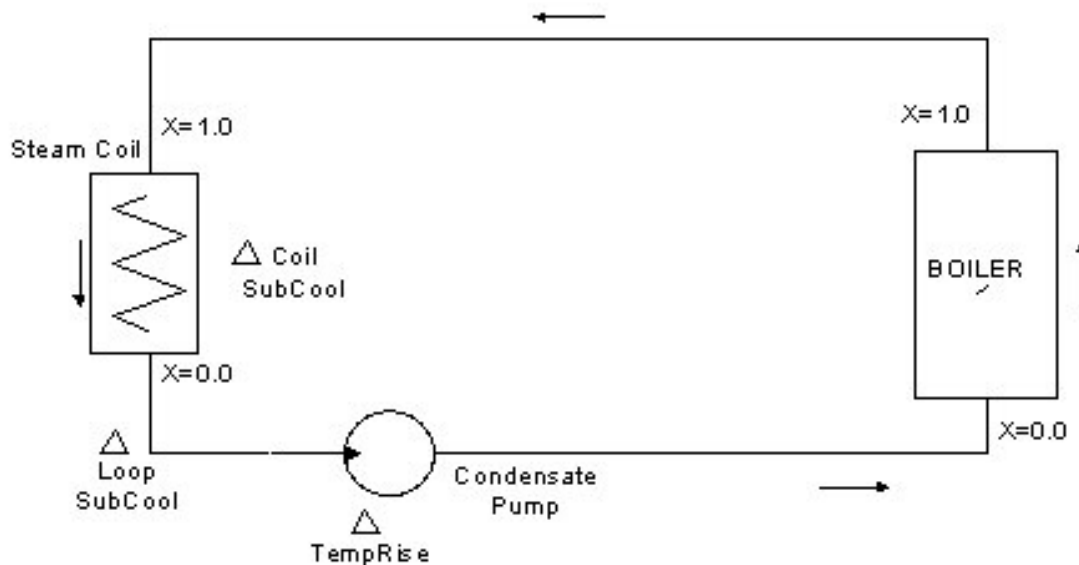 X=1.0
X=1.0
Steam Coil
△ Coil
SubCool
BOILER
X=0.0
X=0.0
△
Loop
SubCool
Condensate
Pump
△
TempRise